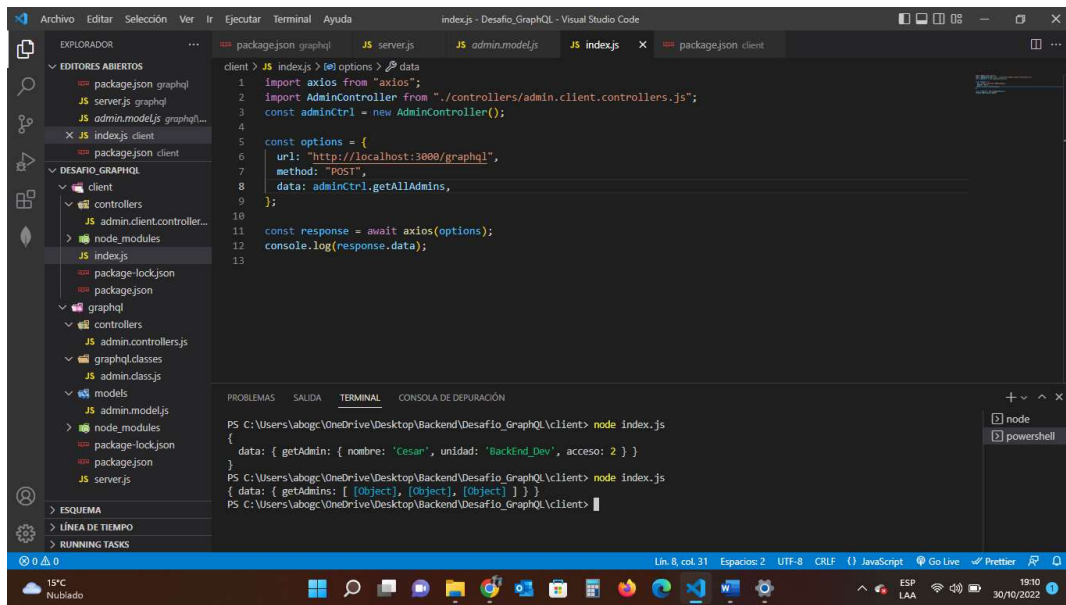 Archivo Editar Selección Ver Ir Ejecutar Terminal Ayuda index.js - Desafio_GraphQL - Visual Studio Code
EXPLORADOR ...
package.json graphql JS server.js JS admin.model.js JS index.js × package.json client
EDITORES ABIERTOS
package.json graphql
JS server.js graphql
JS admin.model.js graphql\...
× JS index.js client
package.json client
DESAFIO_GRAPHQL
client
controllers
JS admin.client.controller...
node_modules
JS index.js
package-lock.json
package.json
graphql
controllers
JS admin.controllers.js
graphql.classes
JS admin.class.js
models
JS admin.model.js
node_modules
package-lock.json
package.json
JS server.js
ESQUEMA
LÍNEA DE TIEMPO
RUNNING TASKS
client > JS index.js > options > data
1 import axios from "axios";
2 import AdminController from "./controllers/admin.client.controllers.js";
3 const adminCtrl = new AdminController();
4
5 const options = {
6 url: "http://localhost:3000/graphql",
7 method: "POST",
8 data: adminCtrl.getAllAdmins,
9 };
10
11 const response = await axios(options);
12 console.log(response.data);
13
PROBLEMAS SALIDA TERMINAL CONSOLA DE DEPURACIÓN
PS C:\Users\abogc\OneDrive\Desktop\Backend\Desafio_GraphQL\client> node index.js
{
data: { getAdmin: { nombre: 'Cesar', unidad: 'BackEnd_Dev', acceso: 2 } }
}
PS C:\Users\abogc\OneDrive\Desktop\Backend\Desafio_GraphQL\client> node index.js
{ data: { getAdmins: [ [Object], [Object], [Object] ] } }
PS C:\Users\abogc\OneDrive\Desktop\Backend\Desafio_GraphQL\client>
node
powershell
0 0 Lín. 8, col. 31 Espacios: 2 UTF-8 CRLF {} JavaScript Go Live Prettier
15°C
Nublado
ESP
LAA
19:10
30/10/2022
1